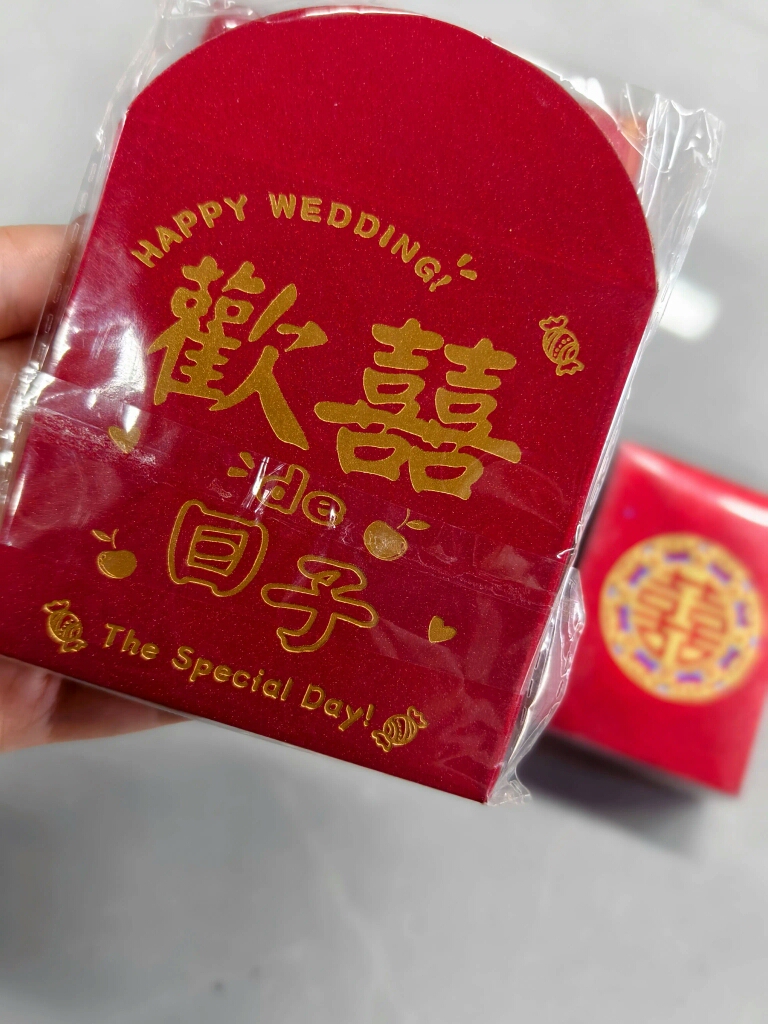 HAPPY WEDDING!
歡囍
de
日子
The Special Day!
囍